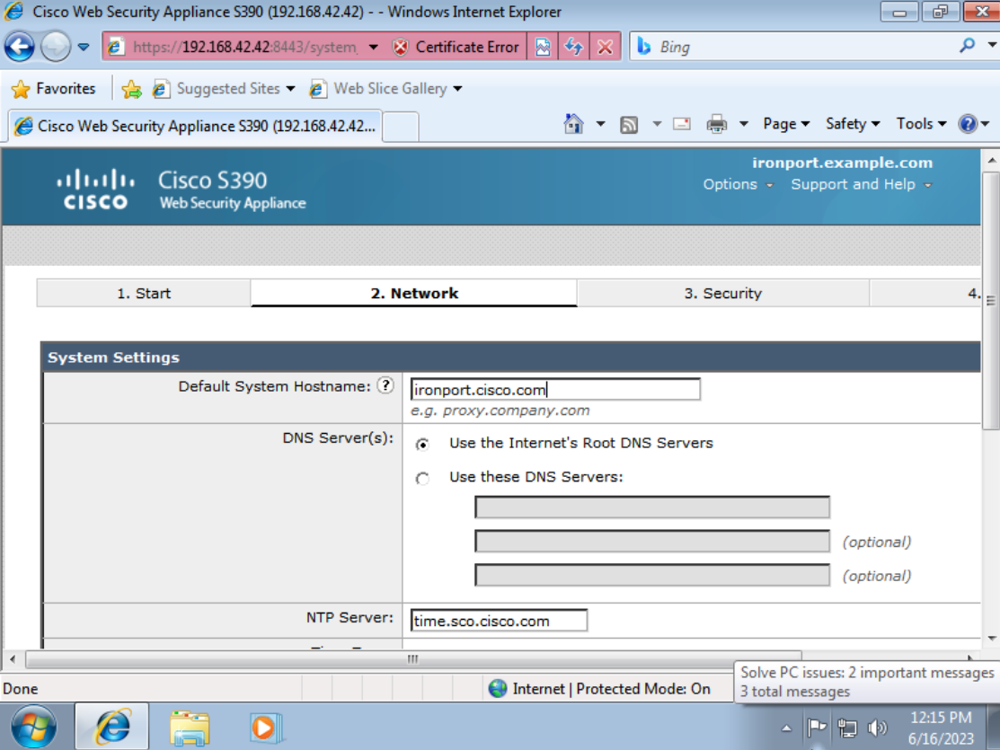 Cisco Web Security Appliance S390 (192.168.42.42) - - Windows Internet Explorer
https://192.168.42.42:8443/system_ Certificate Error Bing
Favorites Suggested Sites Web Slice Gallery
Cisco Web Security Appliance S390 (192.168.42.42... Page Safety Tools
ironport.example.com
CISCO Cisco S390 Options Support and Help
Web Security Appliance
1. Start 2. Network 3. Security 4.
System Settings
Default System Hostname: ? ironport.cisco.com
e.g. proxy.company.com
DNS Server(s): Use the Internet's Root DNS Servers
Use these DNS Servers:
(optional)
(optional)
NTP Server: time.sco.cisco.com
Solve PC issues: 2 important messages
Done Internet | Protected Mode: On 3 total messages
12:15 PM
6/16/2023